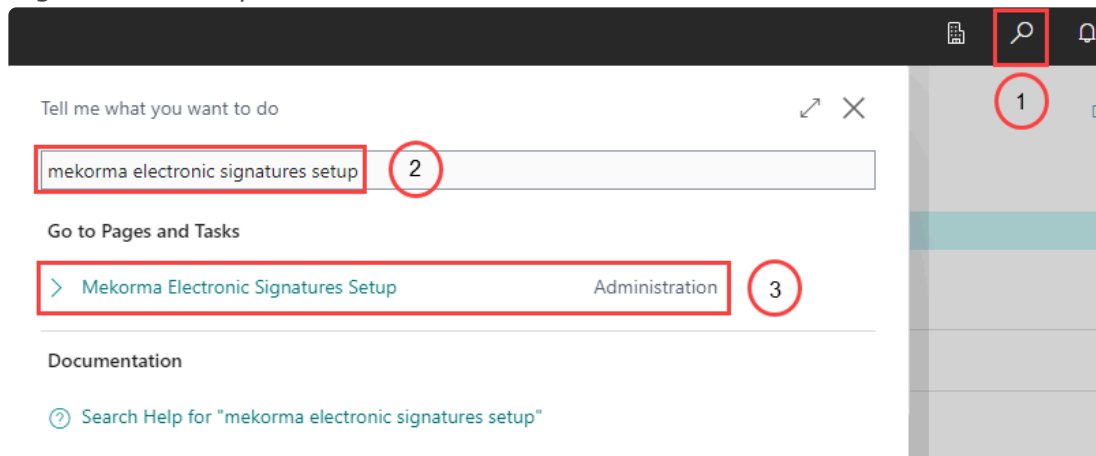 1
Tell me what you want to do
mekorma electronic signatures setup 2
Go to Pages and Tasks
Mekorma Electronic Signatures Setup Administration 3
Documentation
Search Help for "mekorma electronic signatures setup"